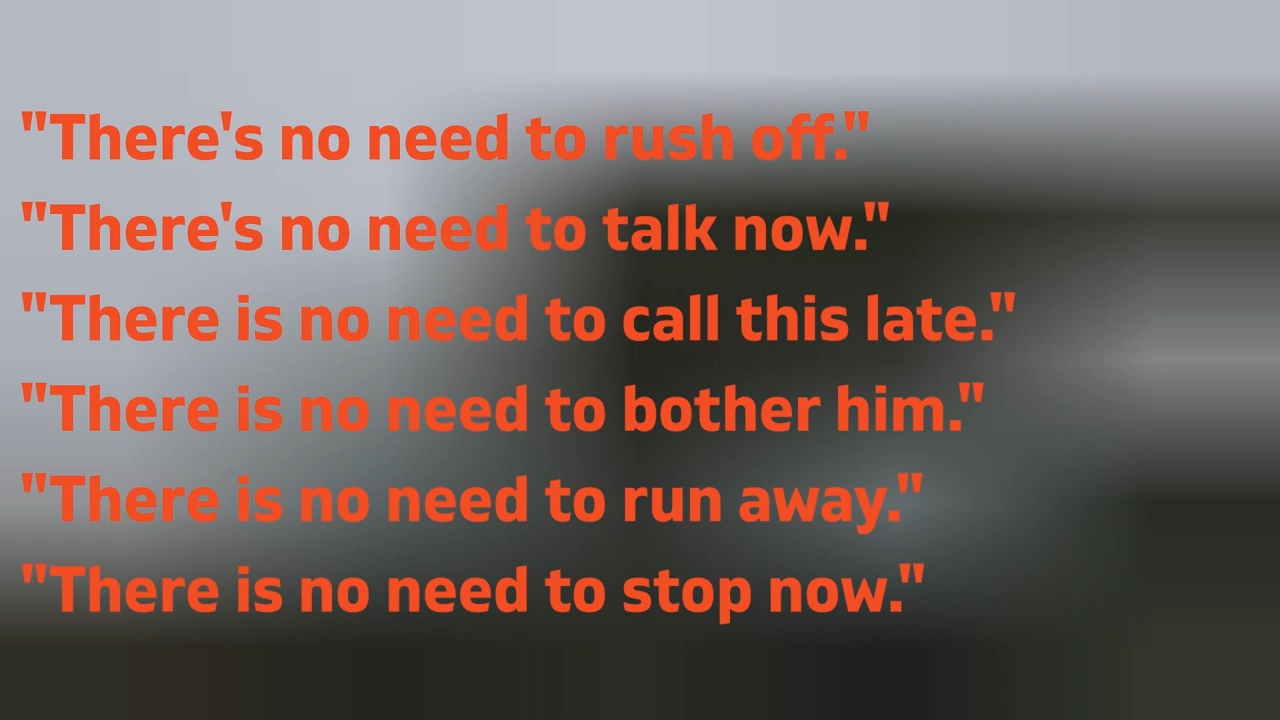 "There's no need to rush off."
"There's no need to talk now."
"There is no need to call this late."
"There is no need to bother him."
"There is no need to run away."
"There is no need to stop now."